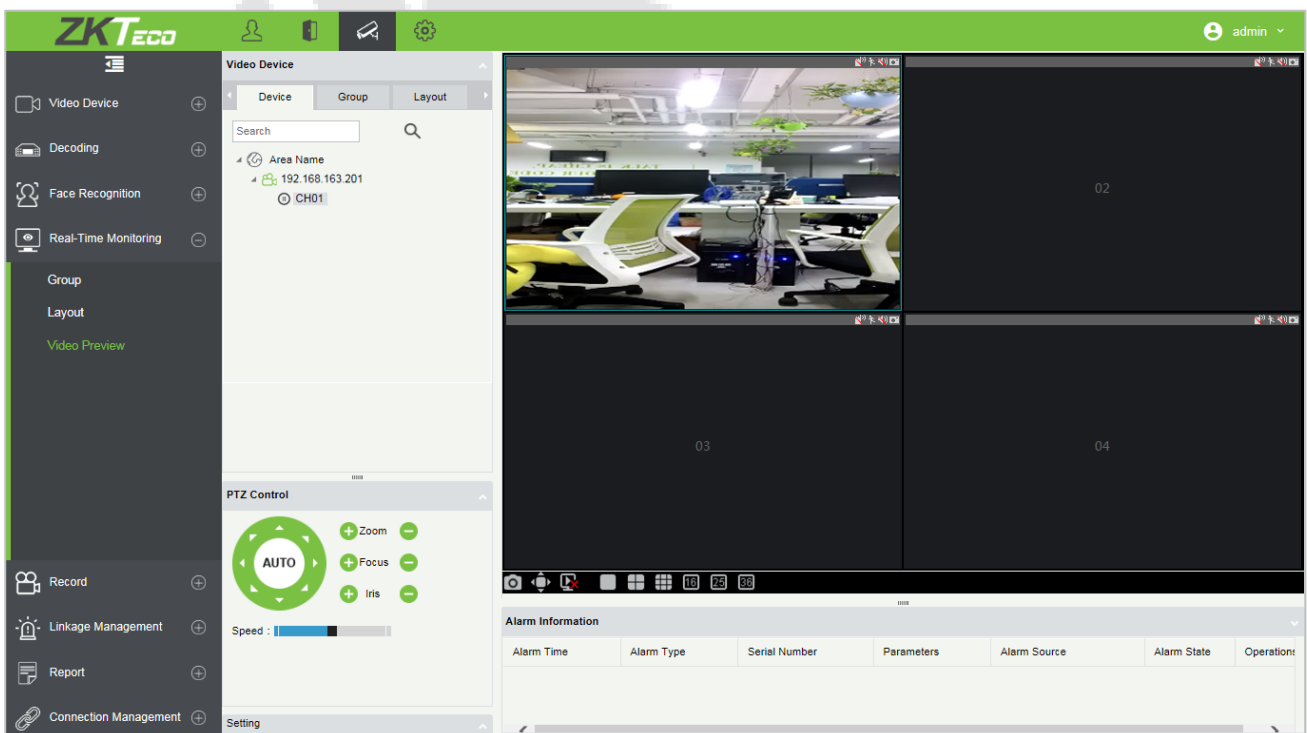 ZKTeco
admin
Video Device
Decoding
Face Recognition
Real-Time Monitoring
Group
Layout
Video Preview
Record
Linkage Management
Report
Connection Management
Video Device
Device Group Layout
Search
Area Name
192.168.163.201
CH01
PTZ Control
AUTO
Zoom
Focus
Iris
Speed :
Setting
02
03
04
16 25 36
Alarm Information
Alarm Time Alarm Type Serial Number Parameters Alarm Source Alarm State Operations